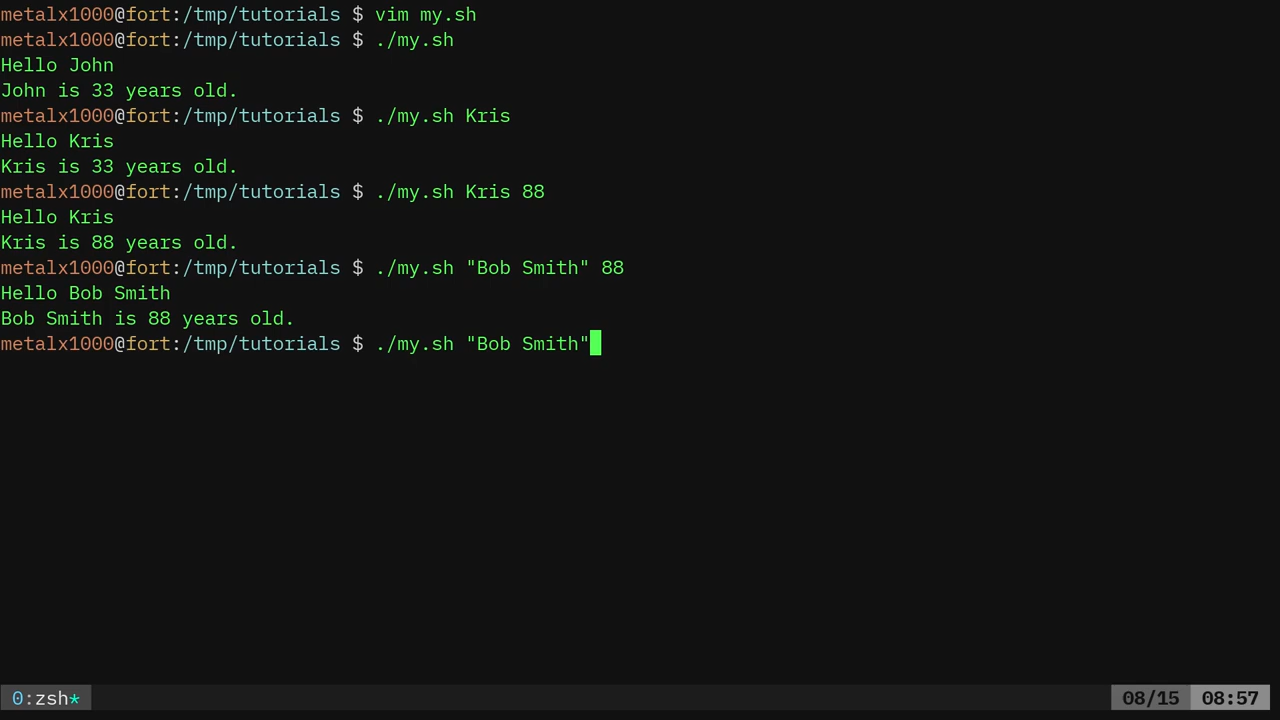 metalx1000@fort:/tmp/tutorials $ vim my.sh
metalx1000@fort:/tmp/tutorials $ ./my.sh
Hello John
John is 33 years old.
metalx1000@fort:/tmp/tutorials $ ./my.sh Kris
Hello Kris
Kris is 33 years old.
metalx1000@fort:/tmp/tutorials $ ./my.sh Kris 88
Hello Kris
Kris is 88 years old.
metalx1000@fort:/tmp/tutorials $ ./my.sh "Bob Smith" 88
Hello Bob Smith
Bob Smith is 88 years old.
metalx1000@fort:/tmp/tutorials $ ./my.sh "Bob Smith"
0:zsh* 08/15 08:57